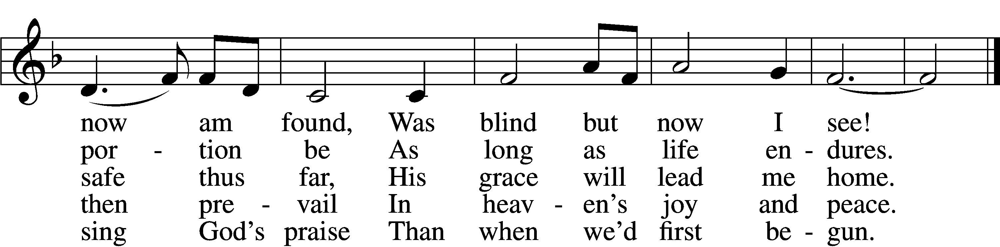 now am found, Was blind but now I see!
por - tion be As long as life en - dures.
safe thus far, His grace will lead me home.
then pre - vail In heav - en’s joy and peace.
sing God’s praise Than when we’d first be - gun.